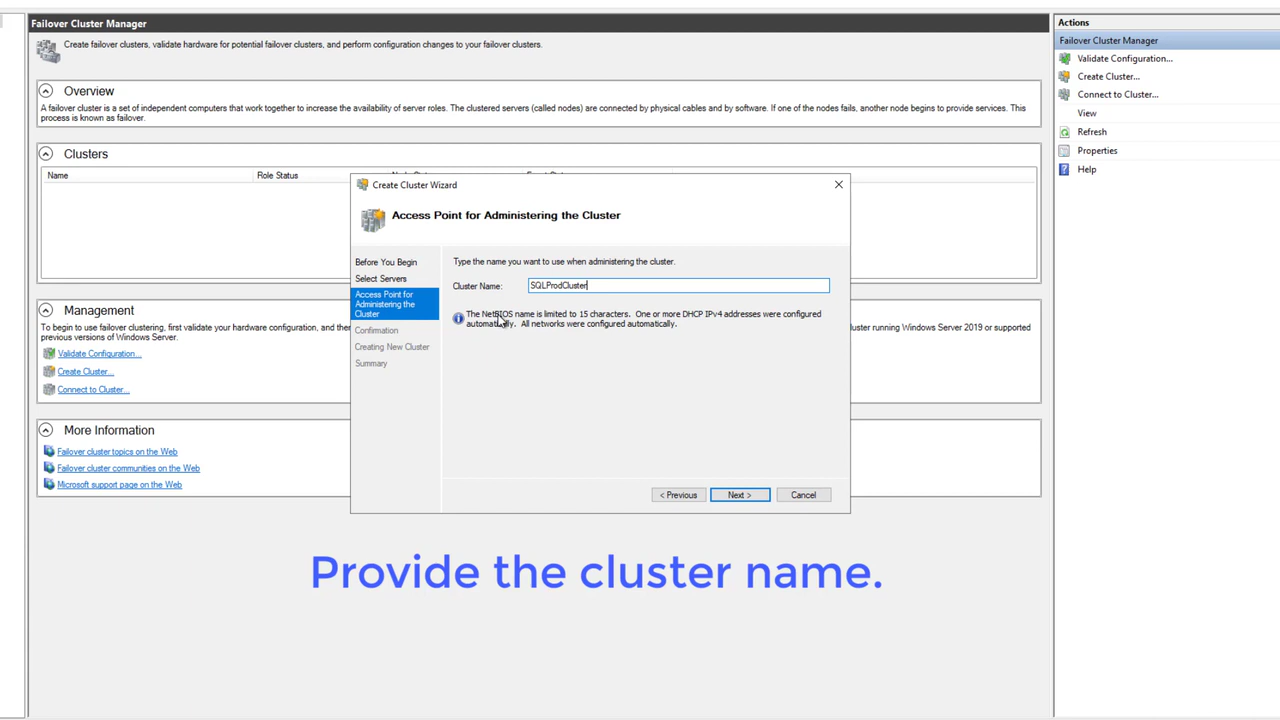 Failover Cluster Manager
Create failover clusters, validate hardware for potential failover clusters, and perform configuration changes to your failover clusters.
Overview
A failover cluster is a set of independent computers that work together to increase the availability of server roles. The clustered servers (called nodes) are connected by physical cables and by software. If one of the nodes fails, another node begins to provide services. This
process is known as failover.
Clusters
Name
Role Status
Management
To begin to use failover clustering, first validate your hardware configuration, and then
cluster running Windows Server 2019 or supported
previous versions of Windows Server.
Validate Configuration...
Create Cluster...
Connect to Cluster...
More Information
Failover cluster topics on the Web
Failover cluster communities on the Web
Microsoft support page on the Web
Create Cluster Wizard
Access Point for Administering the Cluster
Before You Begin
Select Servers
Access Point for
Administering the
Cluster
Confirmation
Creating New Cluster
Summary
Type the name you want to use when administering the cluster.
Cluster Name:
SQLProdCluster
The NetBIOS name is limited to 15 characters. One or more DHCP IPv4 addresses were configured
automatically. All networks were configured automatically.
< Previous
Next >
Cancel
Actions
Failover Cluster Manager
Validate Configuration...
Create Cluster...
Connect to Cluster...
View
Refresh
Properties
Help
Provide the cluster name.